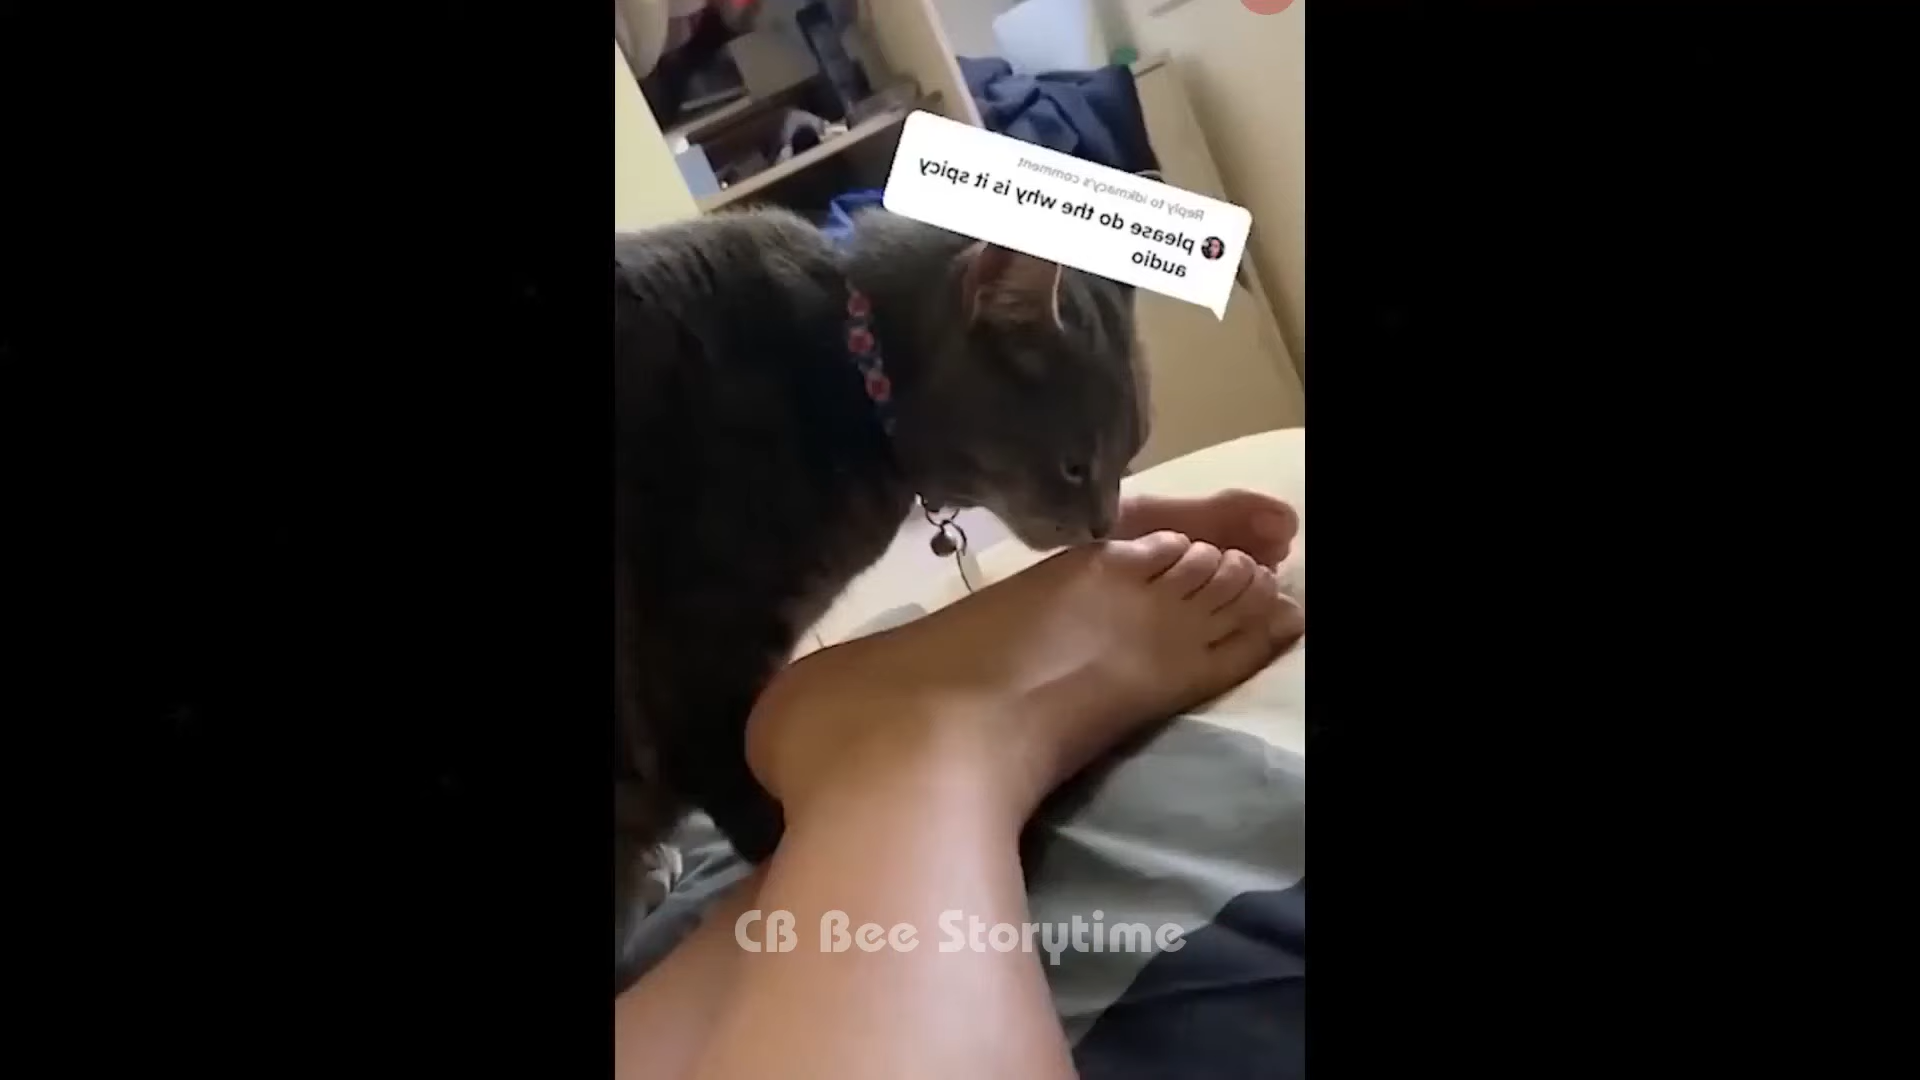 Reply to idkmacy's comment
please do the why is it spicy
audio
CB Bee Storytime